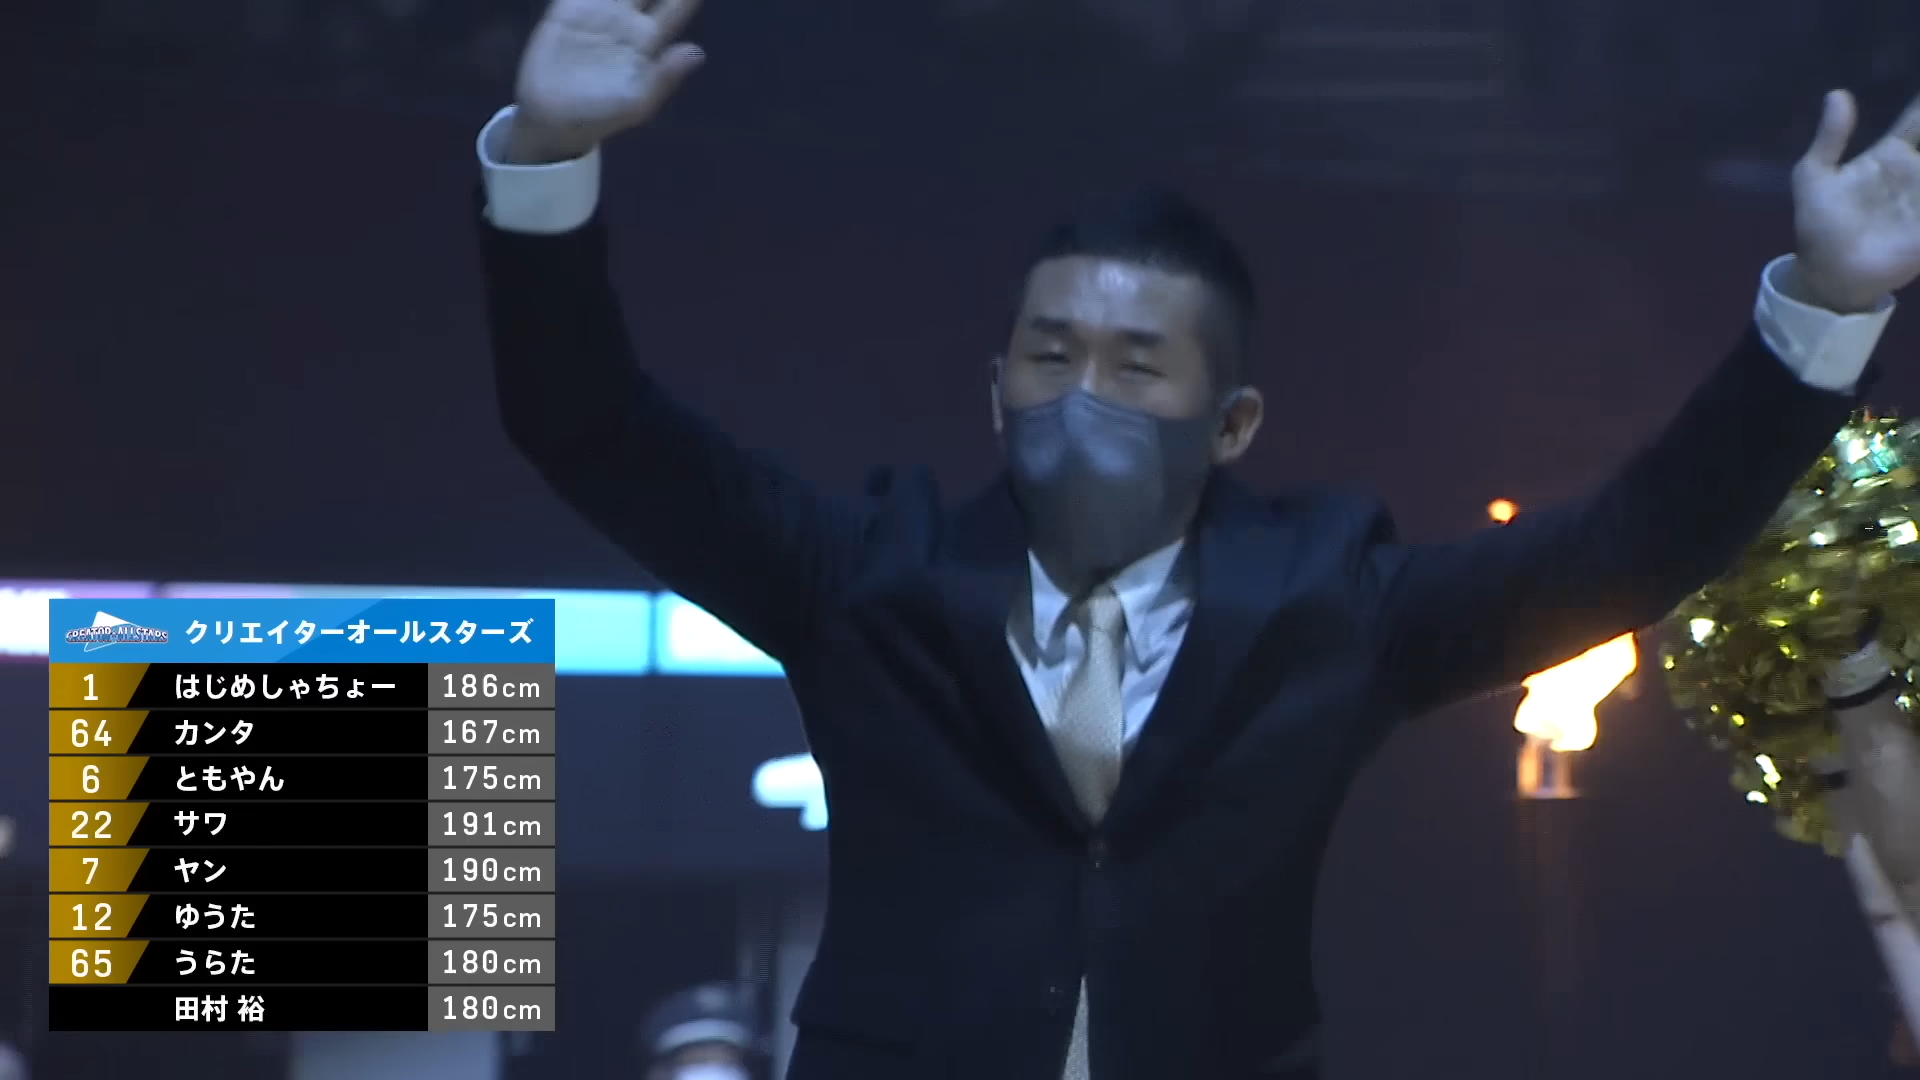 CREATOR ALLSTARS クリエイターオールスターズ
1 はじめしゃちょー 186cm
64 カンタ 167cm
6 ともやん 175cm
22 サワ 191cm
7 ヤン 190cm
12 ゆうた 175cm
65 うらた 180cm
田村 裕 180cm